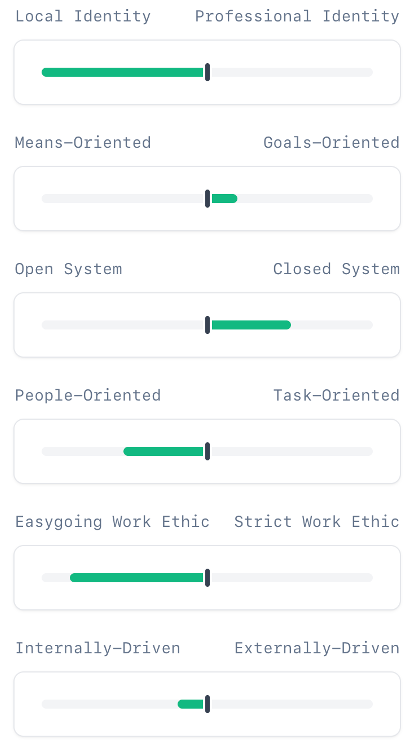 Local Identity Professional Identity
Means-Oriented Goals-Oriented
Open System Closed System
People-Oriented Task-Oriented
Easygoing Work Ethic Strict Work Ethic
Internally-Driven Externally-Driven